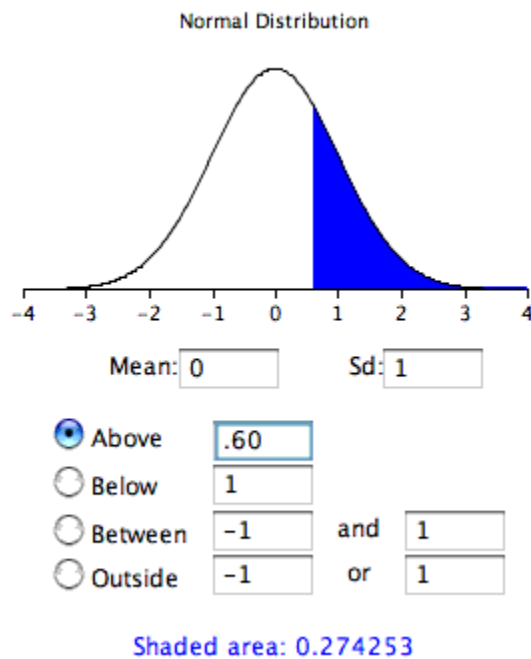 Normal Distribution
-4 -3 -2 -1 0 1 2 3 4
Mean: 0 Sd: 1
Above .60
Below 1
Between -1 and 1
Outside -1 or 1
Shaded area: 0.274253